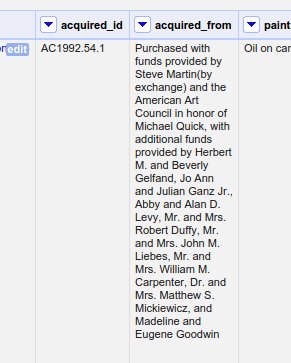 acquired_id acquired_from paint
edit AC1992.54.1 Purchased with Oil on can
funds provided by
Steve Martin(by
exchange) and the
American Art
Council in honor of
Michael Quick, with
additional funds
provided by Herbert
M. and Beverly
Gelfand, Jo Ann
and Julian Ganz Jr.,
Abby and Alan D.
Levy, Mr. and Mrs.
Robert Duffy, Mr.
and Mrs. John M.
Liebes, Mr. and
Mrs. William M.
Carpenter, Dr. and
Mrs. Matthew S.
Mickiewicz, and
Madeline and
Eugene Goodwin